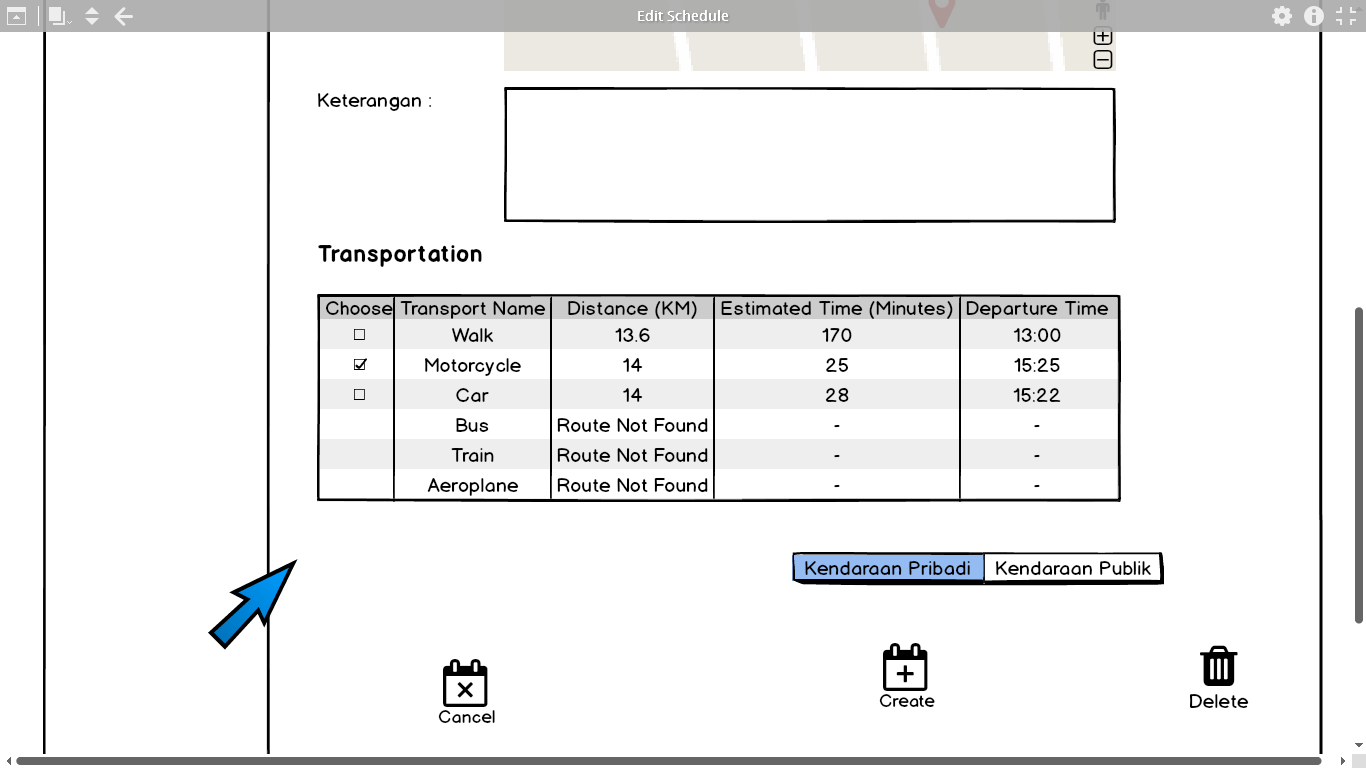 Edit Schedule
Keterangan :
Transportation
Choose Transport Name Distance (KM) Estimated Time (Minutes) Departure Time
Walk 13.6 170 13:00
Motorcycle 14 25 15:25
Car 14 28 15:22
Bus Route Not Found - -
Train Route Not Found - -
Aeroplane Route Not Found - -
Kendaraan Pribadi Kendaraan Publik
Cancel Create Delete